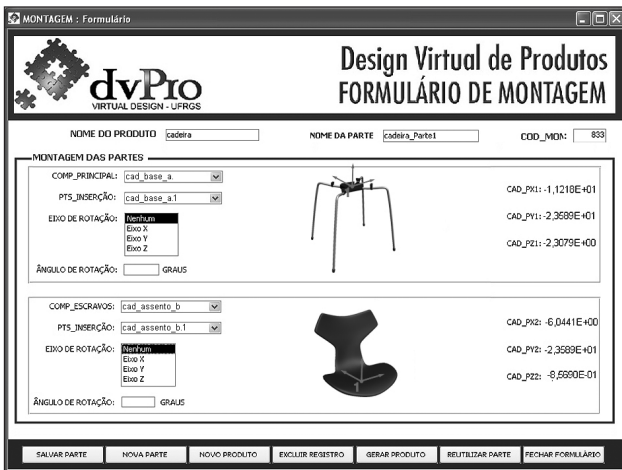 MONTAGEM : Formulário
dvPro
VIRTUAL DESIGN - UFRGS
Design Virtual de Produtos
FORMULÁRIO DE MONTAGEM
NOME DO PRODUTO cadeira NOME DA PARTE cadeira_Parte1 COD_MON: 833
MONTAGEM DAS PARTES
COMP_PRINCIPAL: cad_base_a. CAD_PX1: -1,1218E+01
PTS_INSERÇÃO: cad_base_a.1 CAD_PY1: -2,3589E+01
EIXO DE ROTAÇÃO: Nenhum CAD_PZ1: -2,3079E+00
Eixo X
Eixo Y
Eixo Z
ÂNGULO DE ROTAÇÃO: GRAUS
COMP_ESCRAVOS: cad_assento_b CAD_PX2: -6,0441E+00
PTS_INSERÇÃO: cad_assento_b.1 CAD_PY2: -2,3589E+01
EIXO DE ROTAÇÃO: Nenhum CAD_PZ2: -8,5690E-01
Eixo X
Eixo Y
Eixo Z
1
ÂNGULO DE ROTAÇÃO: GRAUS
SALVAR PARTE NOVA PARTE NOVO PRODUTO EXCLUIR REGISTRO GERAR PRODUTO REUTILIZAR PARTE FECHAR FORMULÁRIO